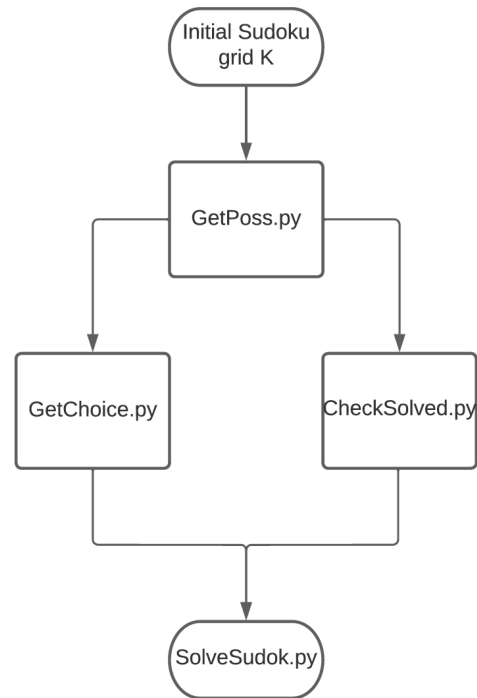 Initial Sudoku
grid K
GetPoss.py
GetChoice.py
CheckSolved.py
SolveSudok.py